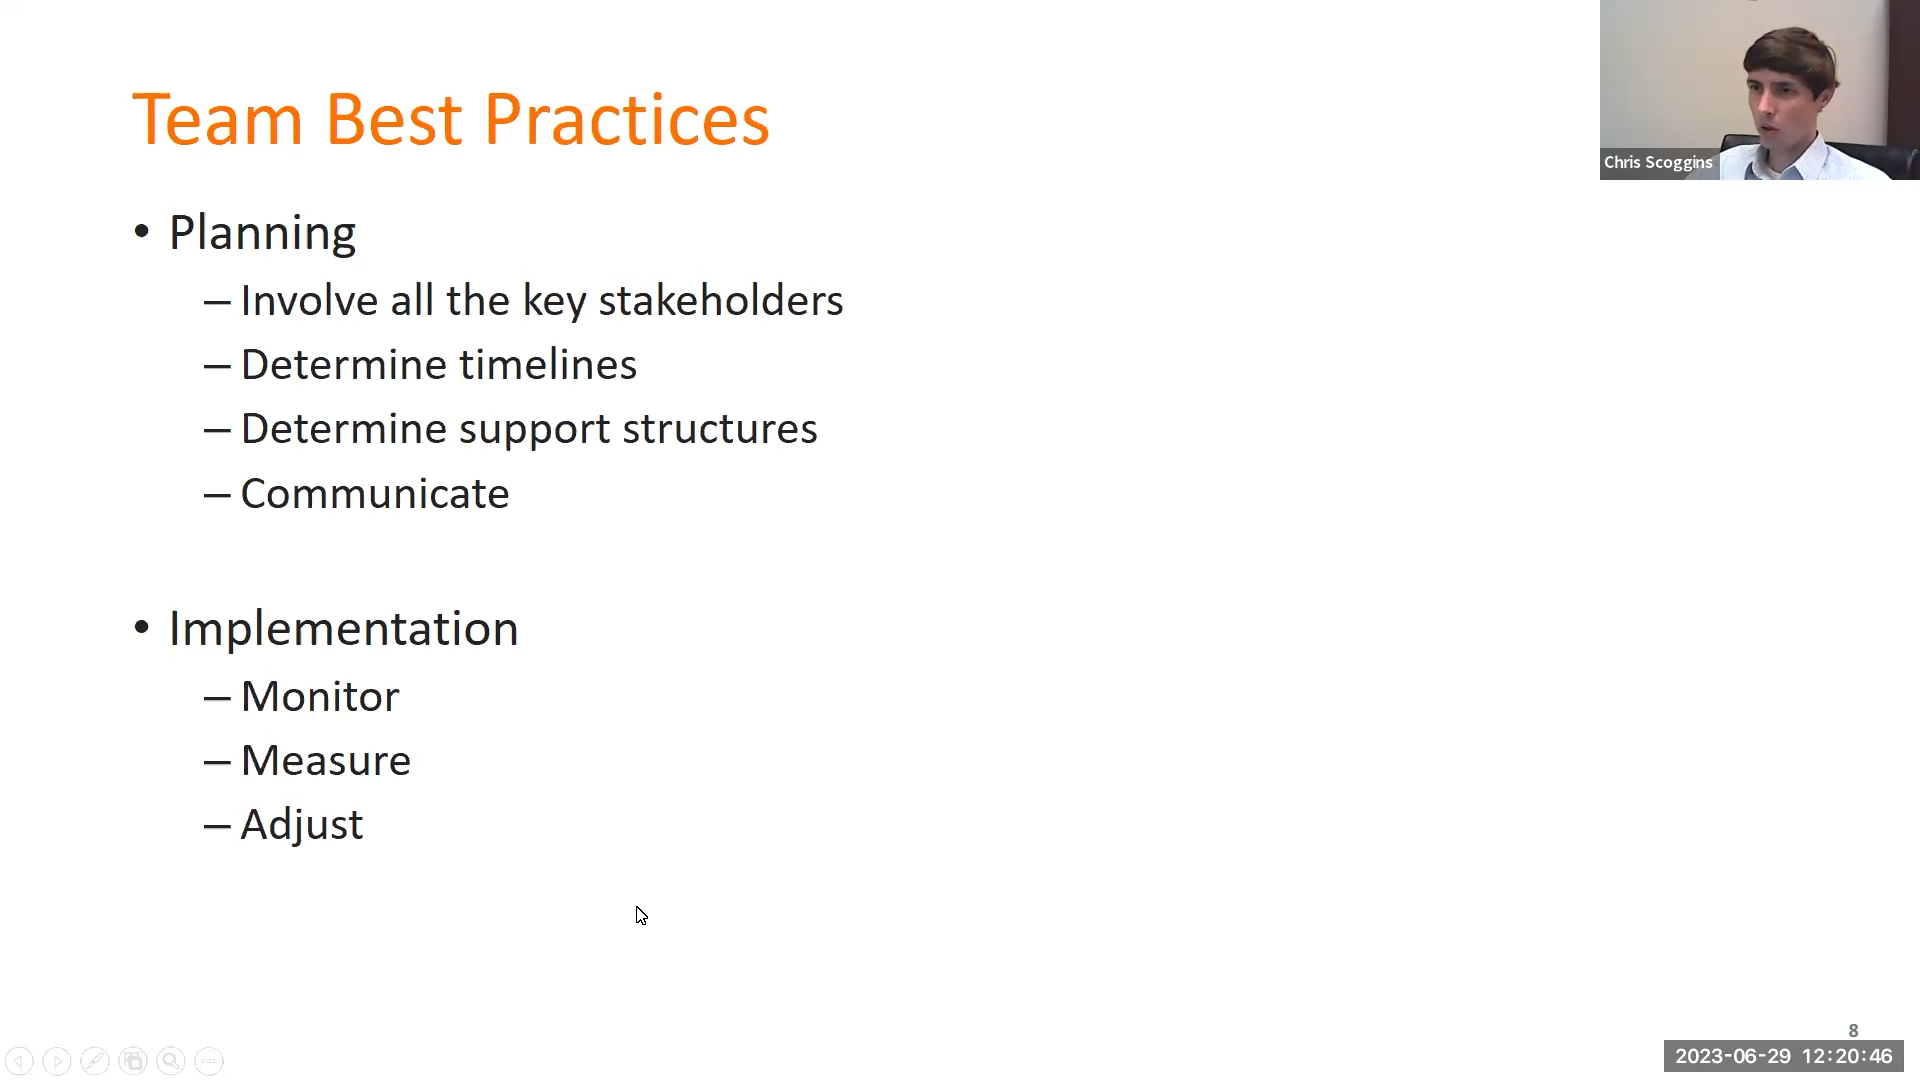 Team Best Practices
Chris Scoggins
• Planning
– Involve all the key stakeholders
– Determine timelines
– Determine support structures
– Communicate
• Implementation
– Monitor
– Measure
– Adjust
8
2023-06-29 12:20:46